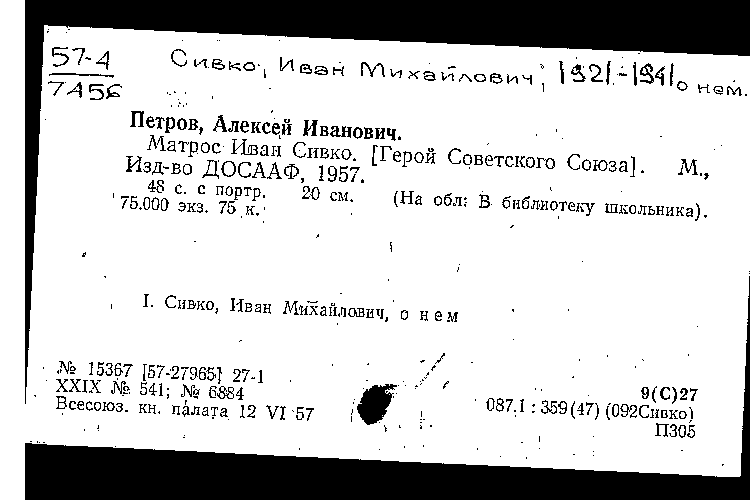 57-4
7456
Сивко, Иван Михайлович, 1921-1941 о нем.
Петров, Алексей Иванович.
Матрос Иван Сивко. [Герой Советского Союза]. М.,
Изд-во ДОСААФ, 1957.
48 с. с портр. 20 см. (На обл: В библиотеку школьника).
75.000 экз. 75 к.
I. Сивко, Иван Михайлович, о нем
№ 15367 [57-27965] 27-1
XXIX № 541; № 6884
Всесоюз. кн. палата 12 VI 57
9(С)27
087.1 : 359(47) (092Сивко)
П305